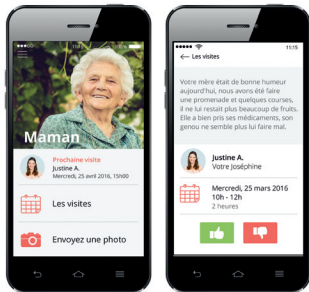 Maman
Prochaine visite
Justine A.
Mercredi, 25 avril 2016, 15h00
Les visites
Envoyez une photo
11:15
Les visites
Votre mère était de bonne humeur
aujourd'hui, nous avons été faire
une promenade et quelques courses,
il ne lui restait plus beaucoup de fruits.
Elle a bien pris ses médicaments, son
genou ne semble plus lui faire mal.
Justine A.
Votre Joséphine
Mercredi, 25 mars 2016
10h - 12h
2 heures